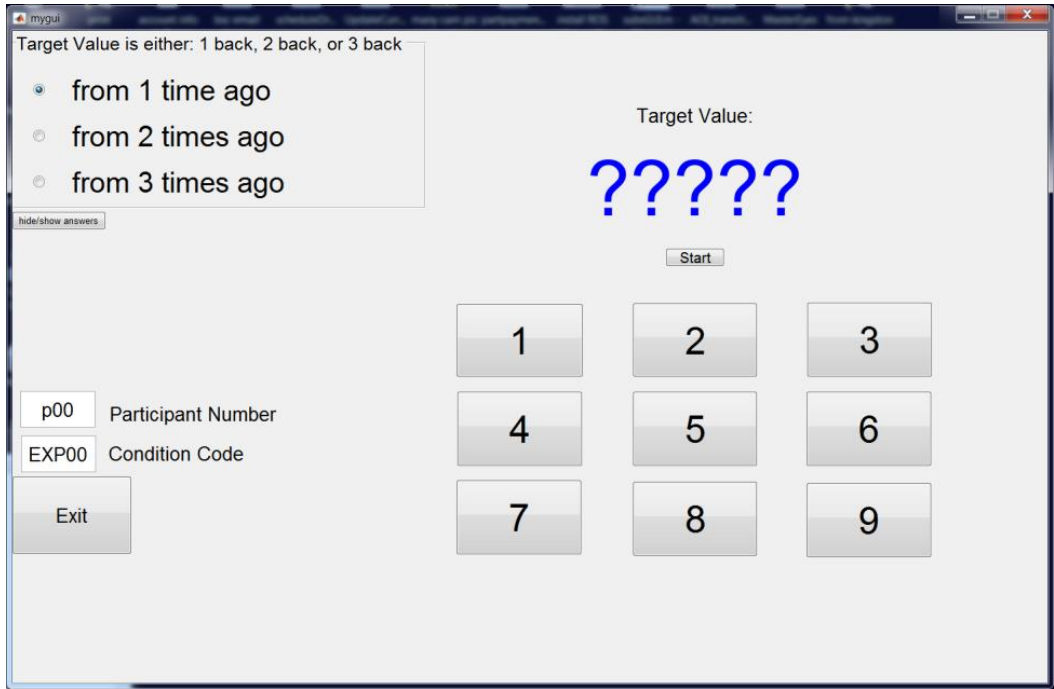 mygui
Target Value is either: 1 back, 2 back, or 3 back
from 1 time ago
from 2 times ago
from 3 times ago
hide/show answers
Target Value:
?????
Start
1 2 3
4 5 6
7 8 9
p00 Participant Number
EXP00 Condition Code
Exit